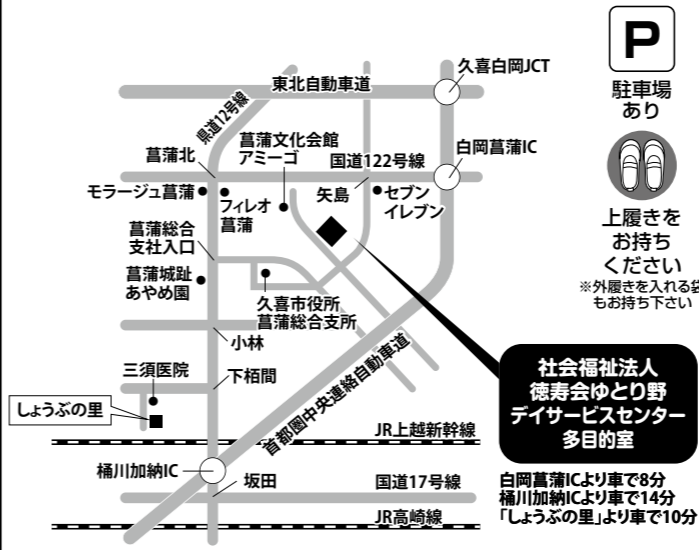 久喜白岡JCT
東北自動車道
県道12号線
菖蒲北
菖蒲文化会館
アミーゴ
国道122号線
白岡菖蒲IC
モラージュ菖蒲
フィレオ
菖蒲
矢島
セブン
イレブン
菖蒲総合
支社入口
菖蒲城趾
あやめ園
久喜市役所
菖蒲総合支所
小林
三須医院
下栢間
しょうぶの里
首都圏中央連絡自動車道
JR上越新幹線
桶川加納IC
坂田
国道17号線
JR高崎線
P
駐車場
あり
上履きを
お持ち
ください
※外履きを入れる袋
もお持ち下さい
社会福祉法人
徳寿会ゆとり野
デイサービスセンター
多目的室
白岡菖蒲ICより車で8分
桶川加納ICより車で14分
「しょうぶの里」より車で10分